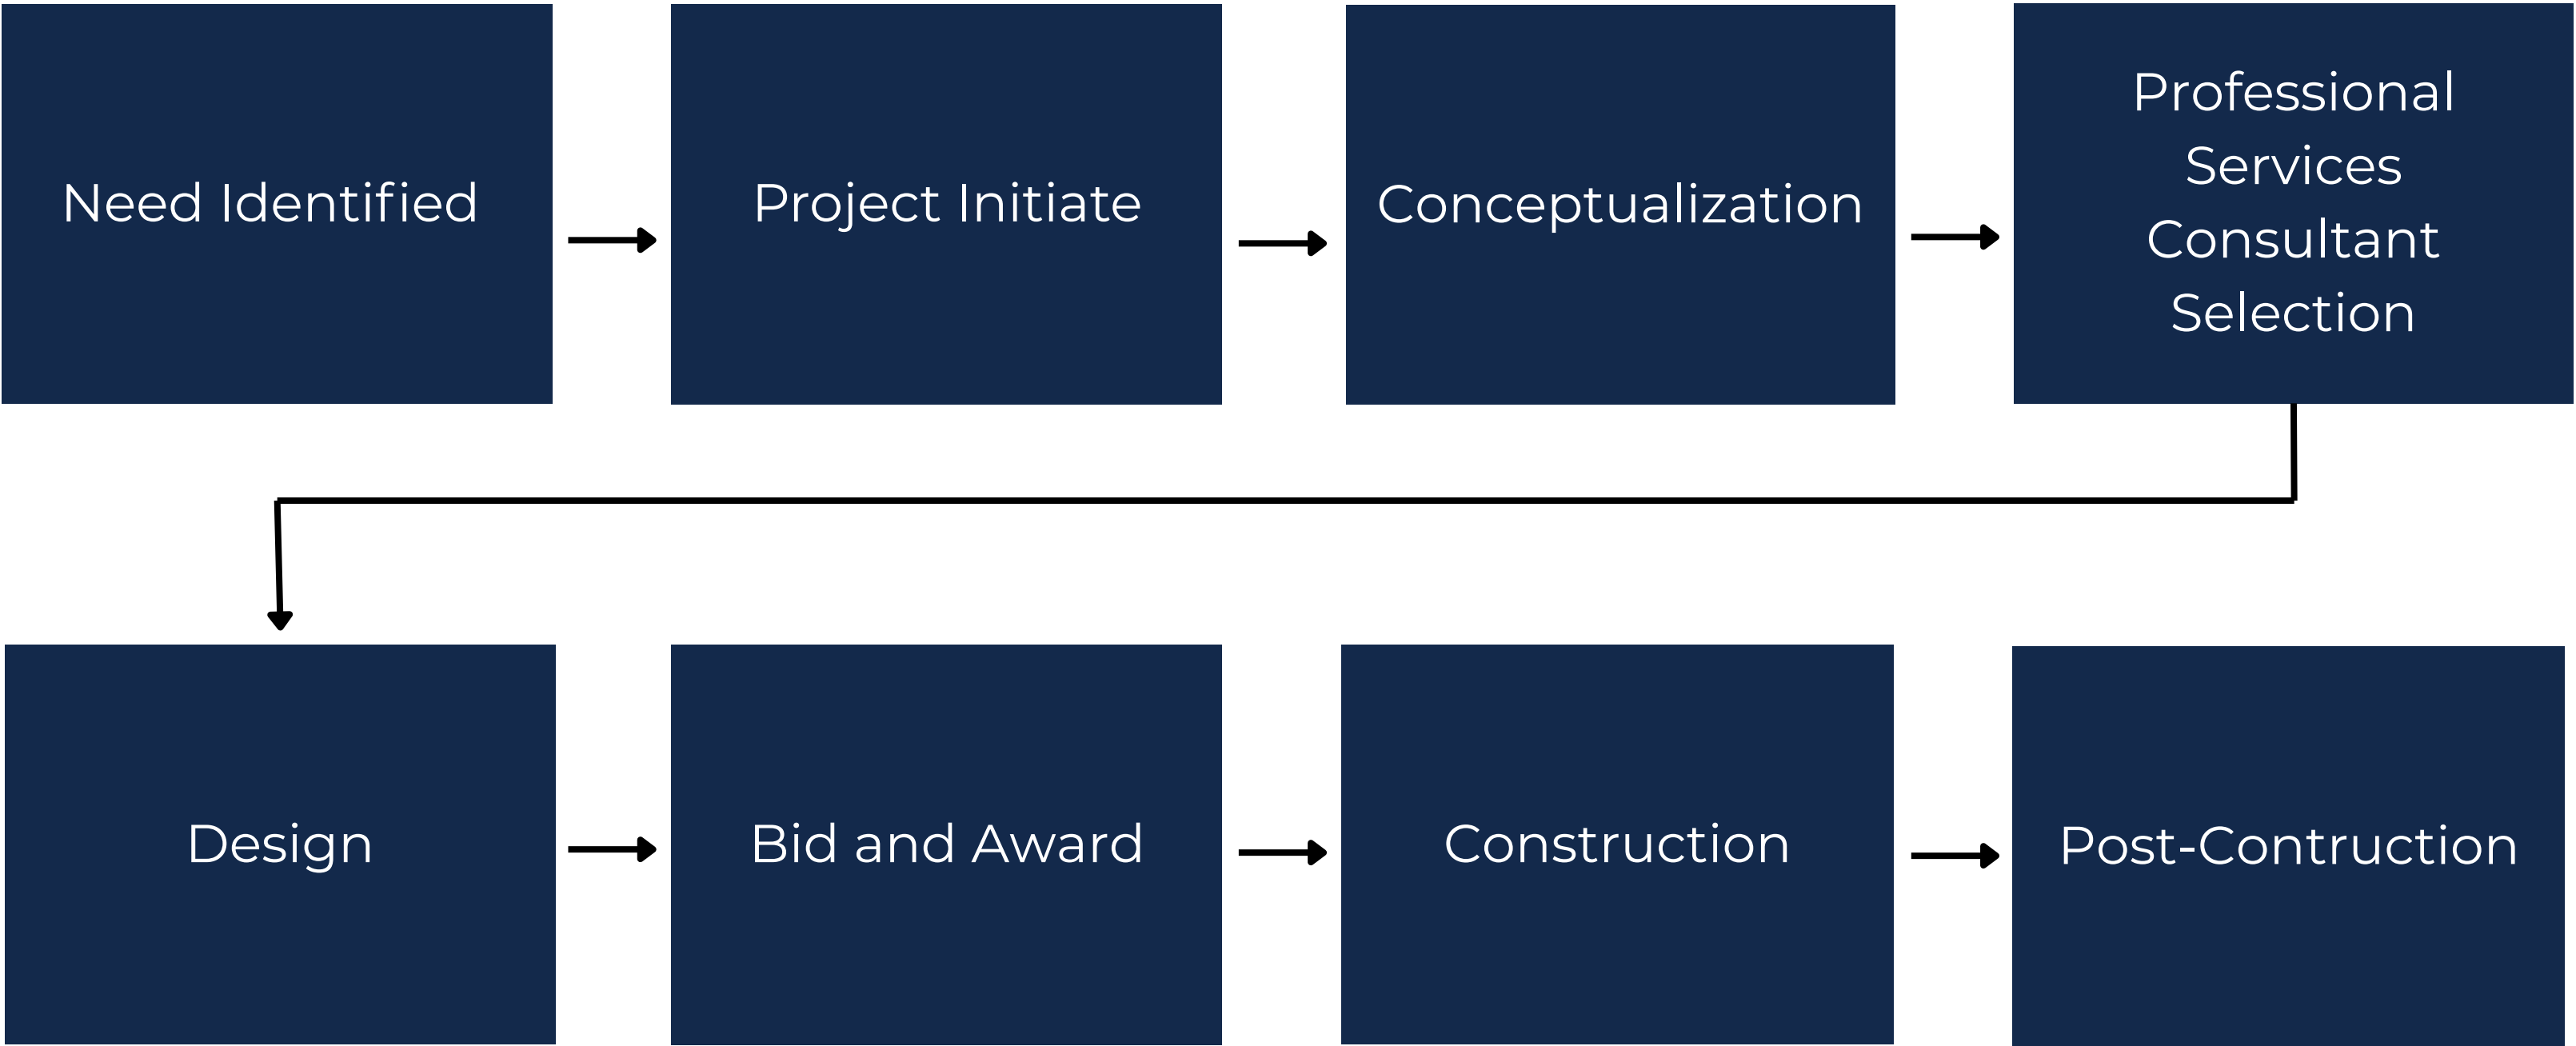 Need Identified
Project Initiate
Conceptualization
Professional
Services
Consultant
Selection
Design
Bid and Award
Construction
Post-Contruction